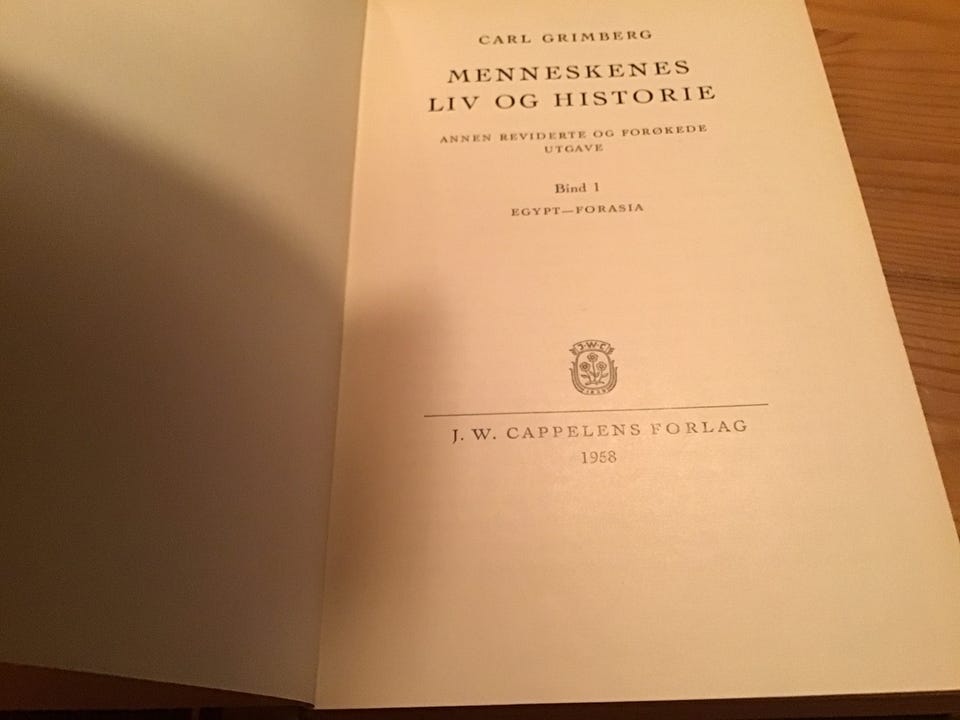 CARL GRIMBERG
MENNESKENES
LIV OG HISTORIE
ANNEN REVIDERTE OG FORØKEDE
UTGAVE
Bind 1
EGYPT—FORASIA
J·W·C
J. W. CAPPELENS FORLAG
1958